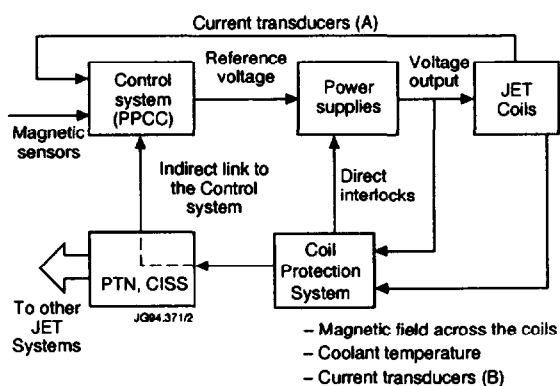 Current transducers (A)
Control
system
(PPCC)
Reference
voltage
Power
supplies
Voltage
output
JET
Coils
Magnetic
sensors
Indirect link to
the Control
system
Direct
interlocks
PTN, CISS
Coil
Protection
System
To other
JET
Systems
JG94.371/2
– Magnetic field across the coils
– Coolant temperature
– Current transducers (B)